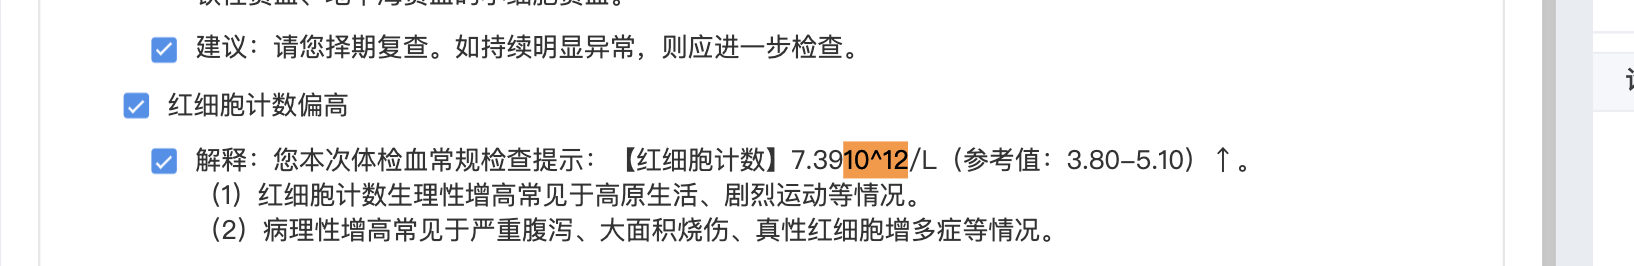 建议：请您择期复查。如持续明显异常，则应进一步检查。
红细胞计数偏高
解释：您本次体检血常规检查提示：【红细胞计数】7.3910^12/L（参考值：3.80–5.10）↑。
（1）红细胞计数生理性增高常见于高原生活、剧烈运动等情况。
（2）病理性增高常见于严重腹泻、大面积烧伤、真性红细胞增多症等情况。